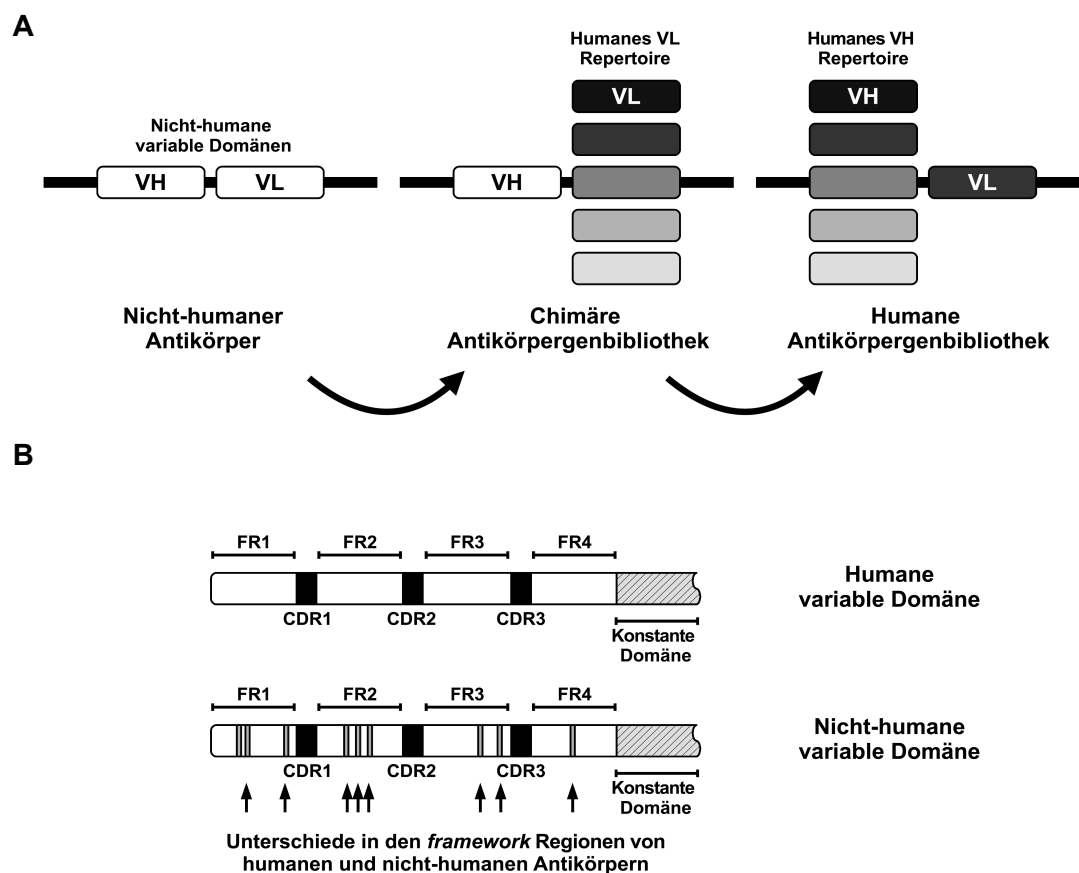 A
Humanes VL
Repertoire
Humanes VH
Repertoire
VL
VH
Nicht-humane
variable Domänen
VH
VL
VH
VL
Nicht-humaner
Antikörper
Chimäre
Antikörpergenbibliothek
Humane
Antikörpergenbibliothek
B
FR1
FR2
FR3
FR4
CDR1
CDR2
CDR3
Konstante
Domäne
Humane
variable Domäne
FR1
FR2
FR3
FR4
CDR1
CDR2
CDR3
Konstante
Domäne
Nicht-humane
variable Domäne
Unterschiede in den framework Regionen von
humanen und nicht-humanen Antikörpern